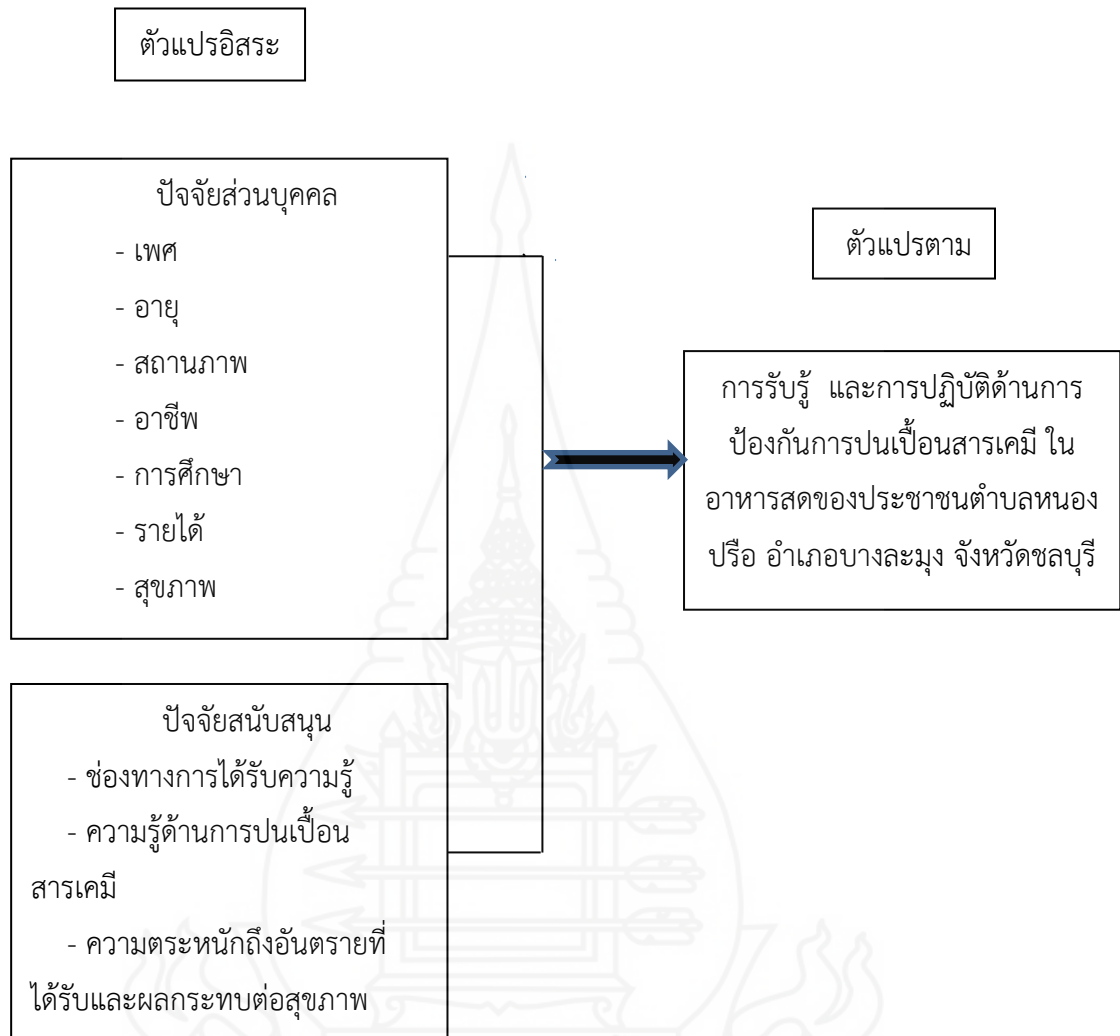 ตัวแปรอิสระ
ปัจจัยส่วนบุคคล
- เพศ
- อายุ
- สถานภาพ
- อาชีพ
- การศึกษา
- รายได้
- สุขภาพ
ปัจจัยสนับสนุน
- ช่องทางการได้รับความรู้
- ความรู้ด้านการปนเปื้อน
สารเคมี
- ความตระหนักถึงอันตรายที่
ได้รับและผลกระทบต่อสุขภาพ
ตัวแปรตาม
การรับรู้ และการปฏิบัติด้านการ
ป้องกันการปนเปื้อนสารเคมี ใน
อาหารสดของประชาชนตำบลหนอง
ปรือ อำเภอบางละมุง จังหวัดชลบุรี